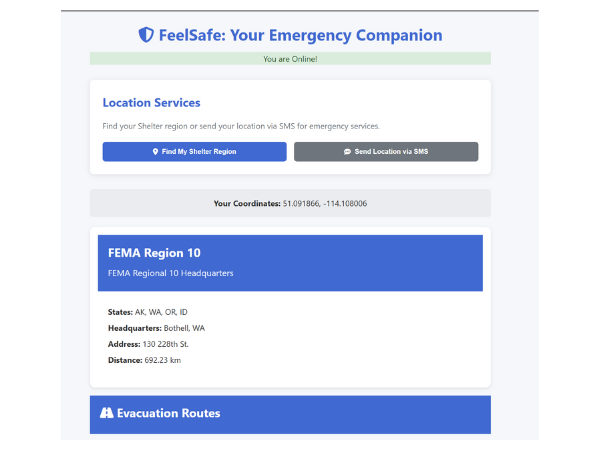 FeelSafe: Your Emergency Companion
You are Online!
Location Services
Find your Shelter region or send your location via SMS for emergency services.
Find My Shelter Region
Send Location via SMS
Your Coordinates: 51.091866, -114.108006
FEMA Region 10
FEMA Regional 10 Headquarters
States: AK, WA, OR, ID
Headquarters: Bothell, WA
Address: 130 228th St.
Distance: 692.23 km
Evacuation Routes